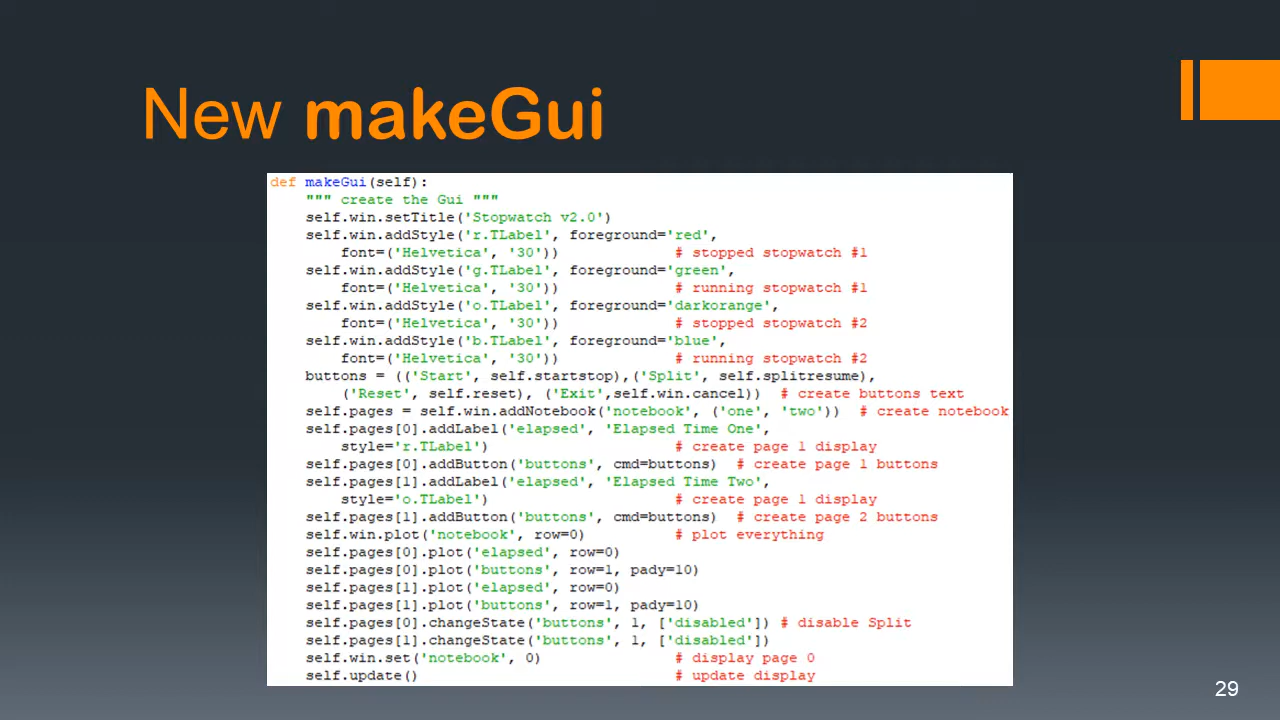 New makeGui
def makeGui(self):
    """ create the Gui """
    self.win.setTitle('Stopwatch v2.0')
    self.win.addStyle('r.TLabel', foreground='red',
        font=('Helvetica', '30'))             # stopped stopwatch #1
    self.win.addStyle('g.TLabel', foreground='green',
        font=('Helvetica', '30'))             # running stopwatch #1
    self.win.addStyle('o.TLabel', foreground='darkorange',
        font=('Helvetica', '30'))             # stopped stopwatch #2
    self.win.addStyle('b.TLabel', foreground='blue',
        font=('Helvetica', '30'))             # running stopwatch #2
    buttons = (('Start', self.startstop),('Split', self.splitresume),
        ('Reset', self.reset), ('Exit',self.win.cancel))  # create buttons text
    self.pages = self.win.addNotebook('notebook', ('one', 'two'))  # create notebook
    self.pages[0].addLabel('elapsed', 'Elapsed Time One',
        style='r.TLabel')                     # create page 1 display
    self.pages[0].addButton('buttons', cmd=buttons)  # create page 1 buttons
    self.pages[1].addLabel('elapsed', 'Elapsed Time Two',
        style='o.TLabel')                     # create page 1 display
    self.pages[1].addButton('buttons', cmd=buttons)  # create page 2 buttons
    self.win.plot('notebook', row=0)          # plot everything
    self.pages[0].plot('elapsed', row=0)
    self.pages[0].plot('buttons', row=1, pady=10)
    self.pages[1].plot('elapsed', row=0)
    self.pages[1].plot('buttons', row=1, pady=10)
    self.pages[0].changeState('buttons', 1, ['disabled']) # disable Split
    self.pages[1].changeState('buttons', 1, ['disabled'])
    self.win.set('notebook', 0)               # display page 0
    self.update()                             # update display
29